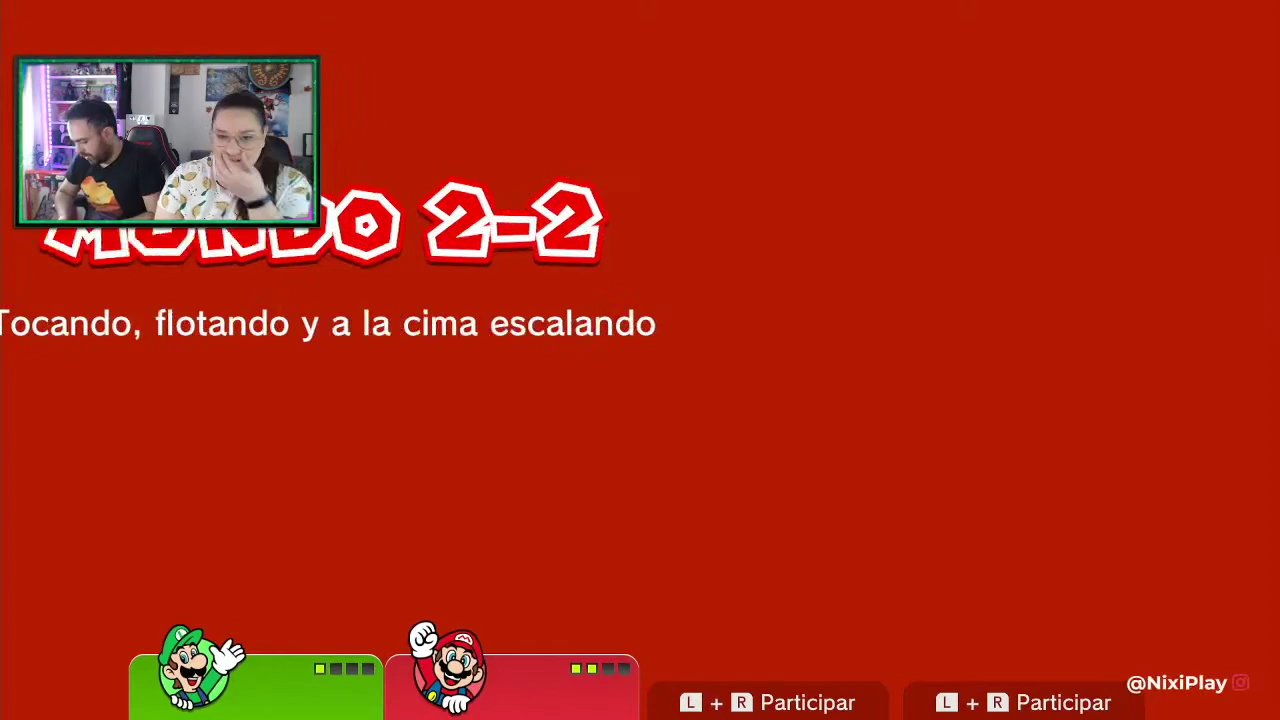 MUNDO 2-2
Tocando, flotando y a la cima escalando
L + R Participar
L + R Participar
@NixiPlay